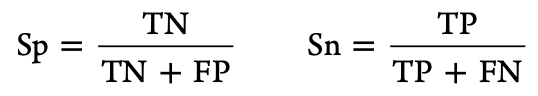 Sp = TN / (TN + FP)    Sn = TP / (TP + FN)